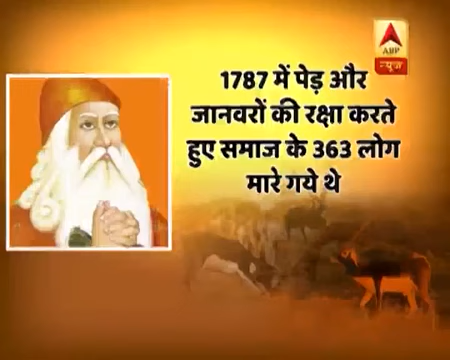 ABP
न्यूज़
1787 में पेड़ और
जानवरों की रक्षा करते
हुए समाज के 363 लोग
मारे गये थे